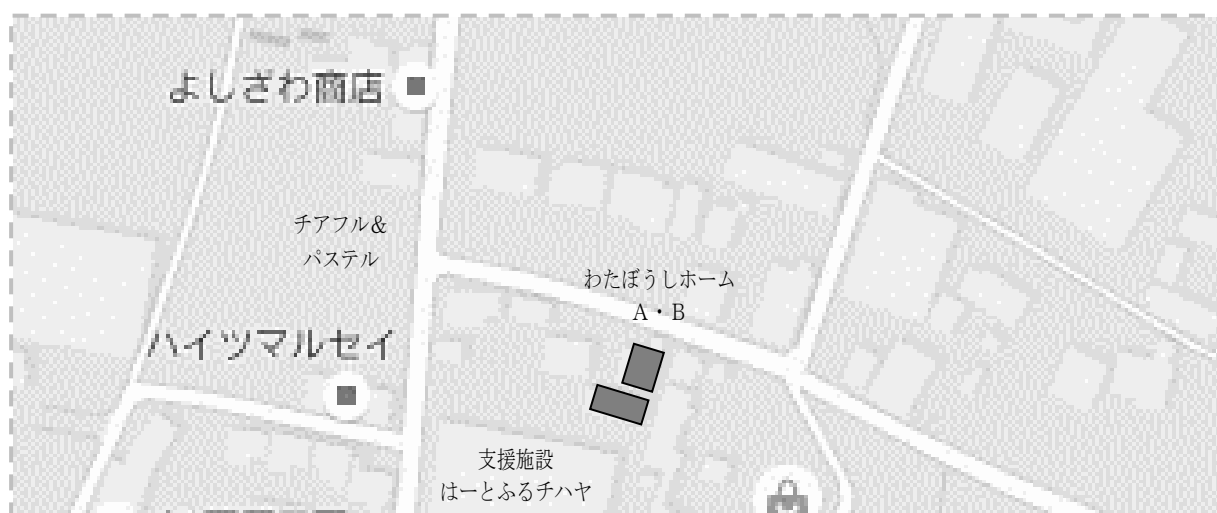 よしざわ商店
チアフル&
パステル
わたぼうしホーム
A・B
ハイツマルセイ
支援施設
はーとふるチハヤ